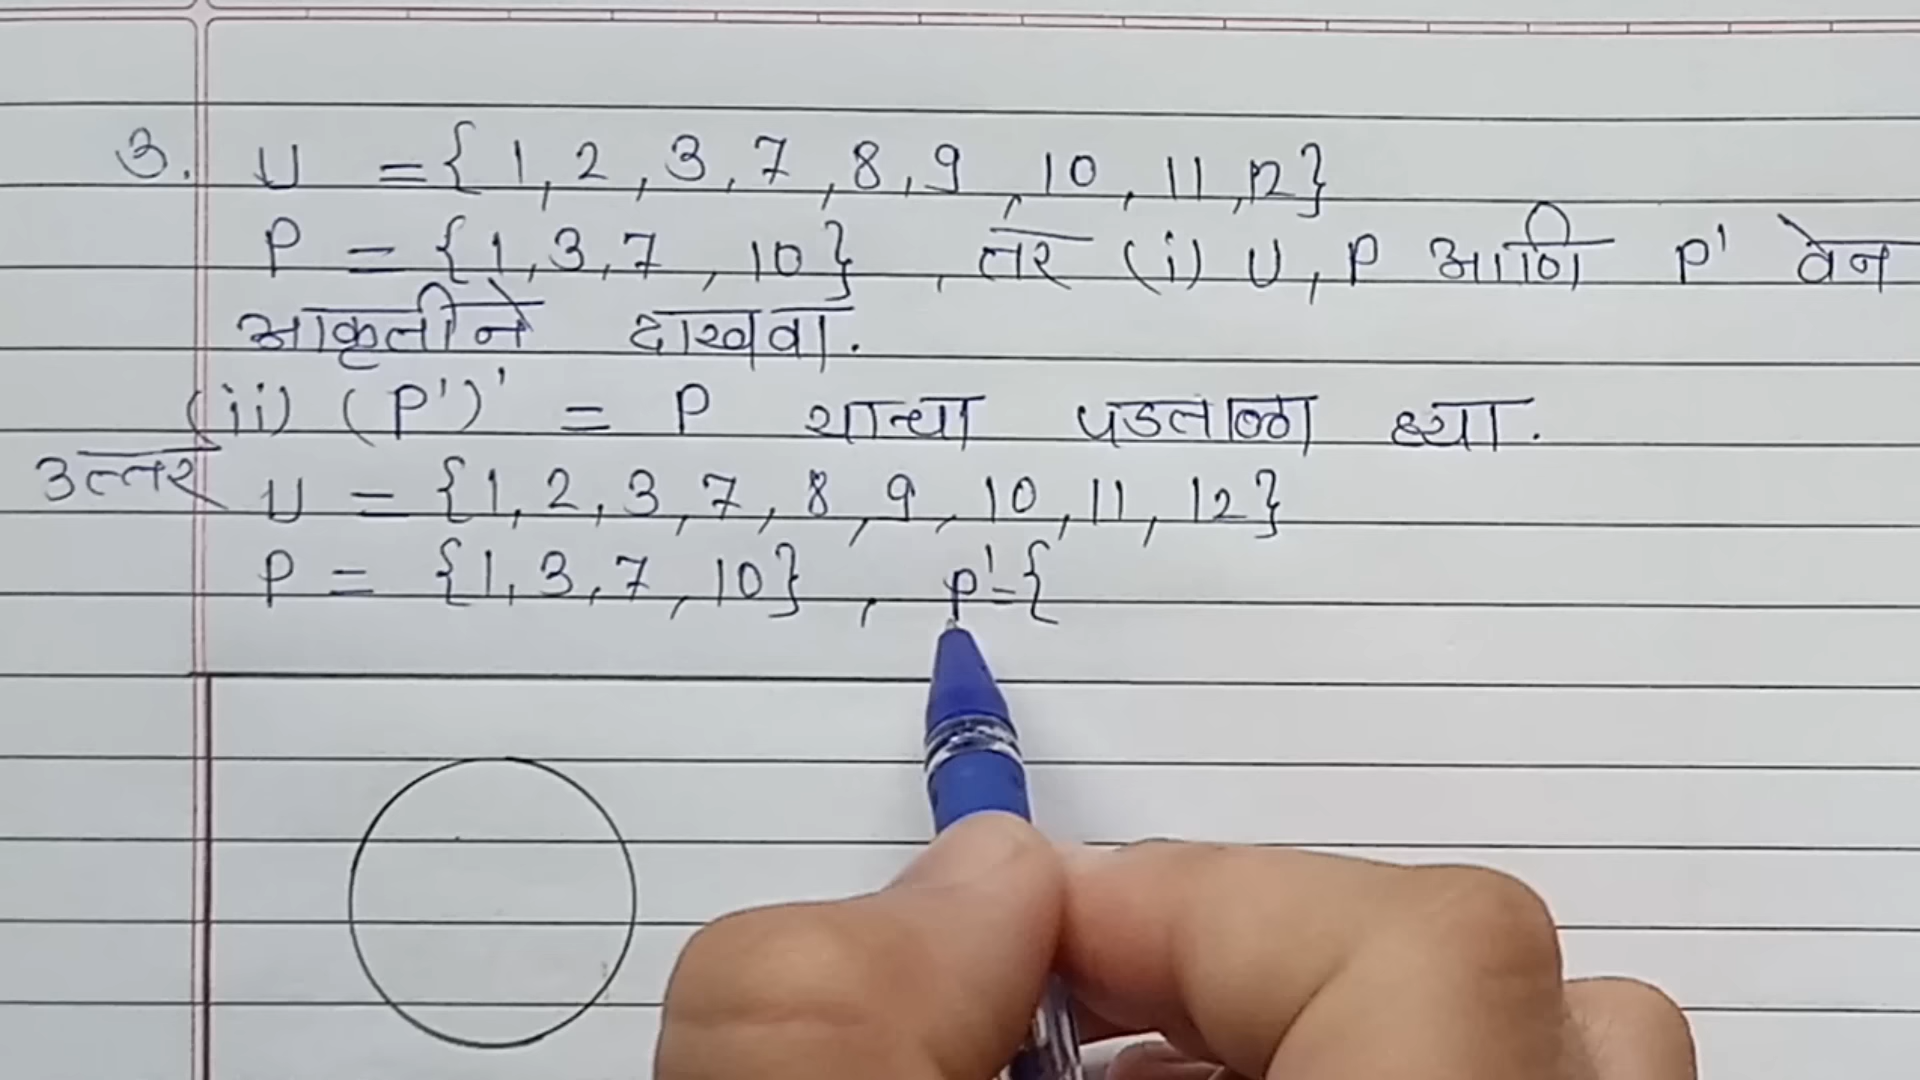 3. U = {1, 2, 3, 7, 8, 9, 10, 11, 12}
P = {1, 3, 7, 10}, तर (i) U, P आणि P' वेन
आकृतीने दाखवा.
(ii) (P')' = P याचा पडताळा घ्या.
उत्तर U = {1, 2, 3, 7, 8, 9, 10, 11, 12}
P = {1, 3, 7, 10}, P' = {